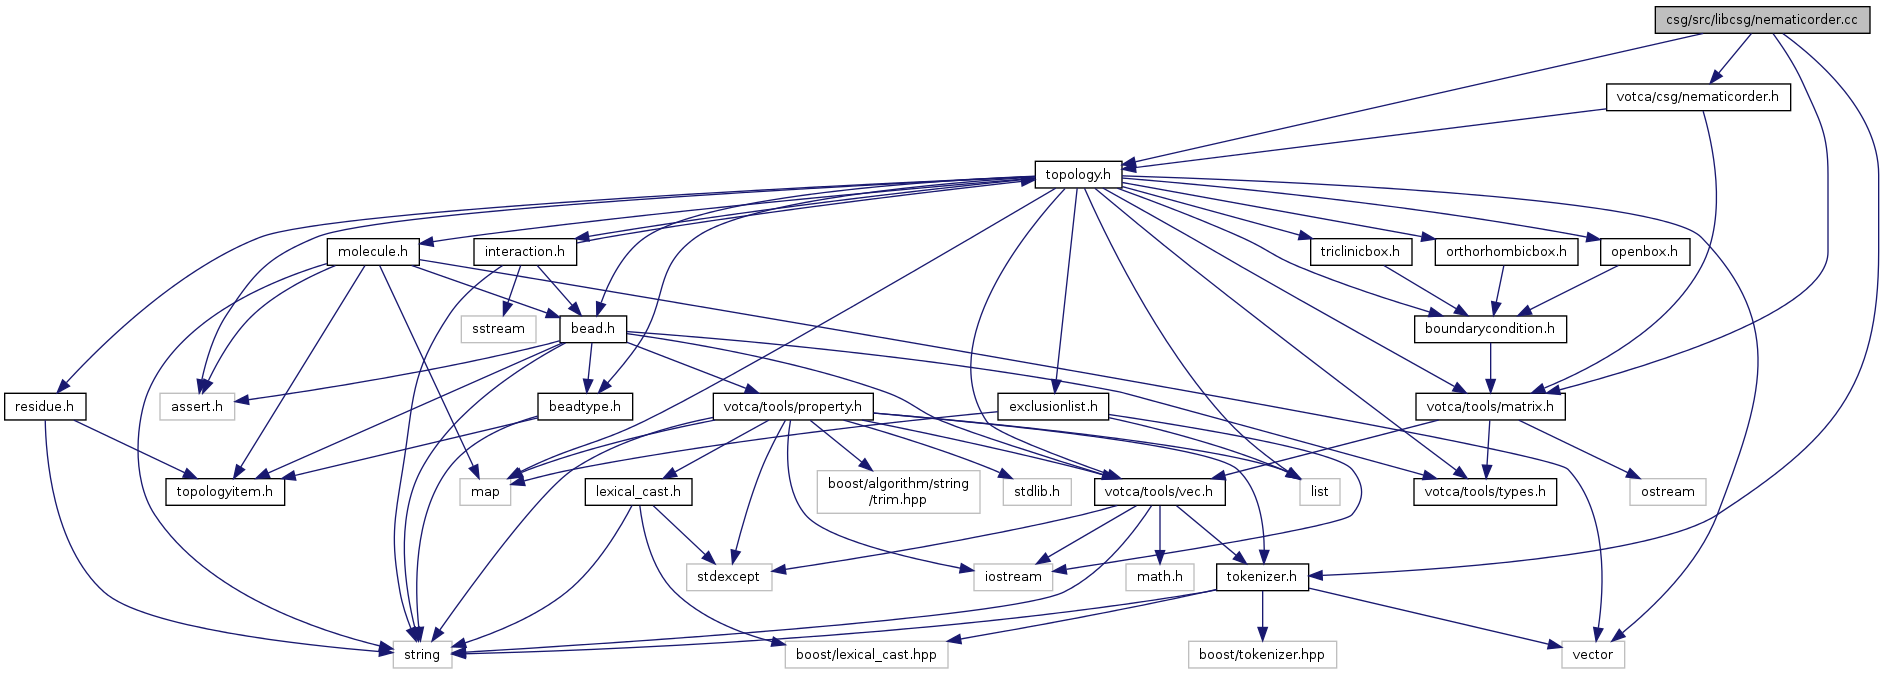 csg/src/libcsg/nematicorder.cc
votca/csg/nematicorder.h
topology.h
molecule.h
interaction.h
triclinicbox.h
orthorhombicbox.h
openbox.h
sstream
bead.h
boundarycondition.h
residue.h
assert.h
beadtype.h
votca/tools/property.h
exclusionlist.h
votca/tools/matrix.h
topologyitem.h
map
lexical_cast.h
boost/algorithm/string
/trim.hpp
stdlib.h
votca/tools/vec.h
list
votca/tools/types.h
ostream
stdexcept
iostream
math.h
tokenizer.h
string
boost/lexical_cast.hpp
boost/tokenizer.hpp
vector